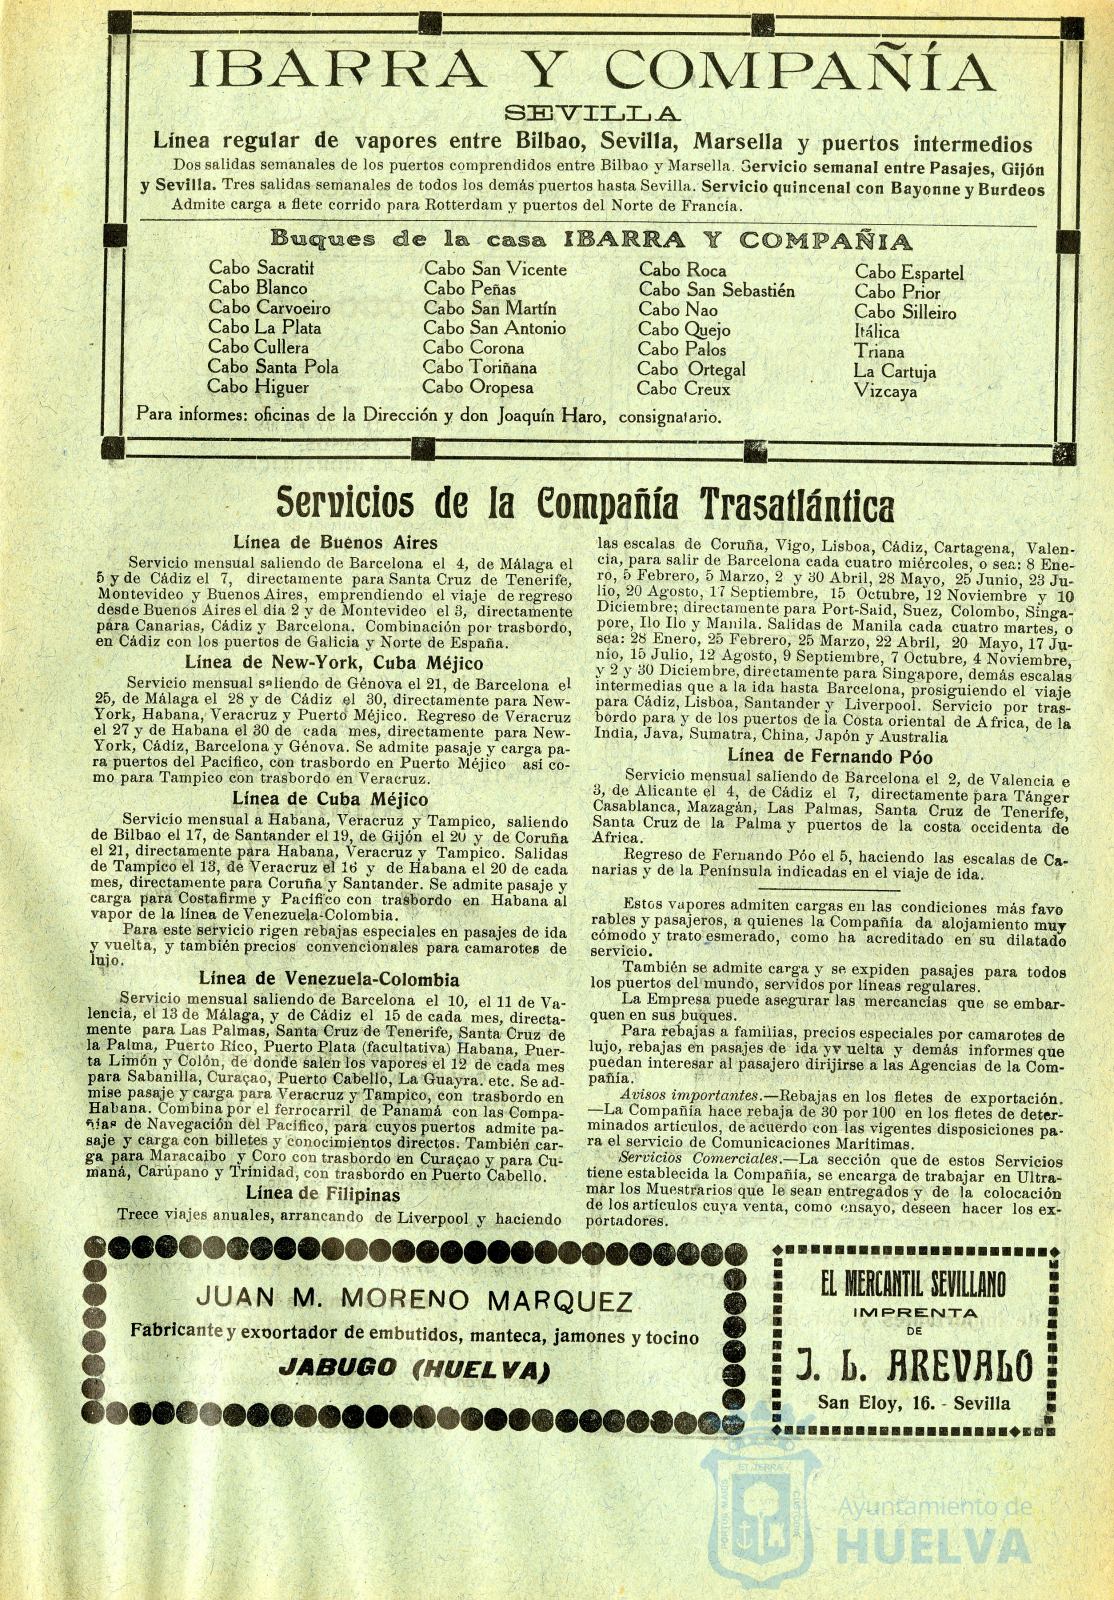 IBARRA Y COMPAÑÍA
SEVILLA
Línea regular de vapores entre Bilbao, Sevilla, Marsella y puertos intermedios
Dos salidas semanales de los puertos comprendidos entre Bilbao y Marsella. Servicio semanal entre Pasajes, Gijón
y Sevilla. Tres salidas semanales de todos los demás puertos hasta Sevilla. Servicio quincenal con Bayonne y Burdeos
Admite carga a flete corrido para Rotterdam y puertos del Norte de Francia.
Buques de la casa IBARRA Y COMPAÑIA
Cabo Sacratit
Cabo Blanco
Cabo Carvoeiro
Cabo La Plata
Cabo Cullera
Cabo Santa Pola
Cabo Higuer
Cabo San Vicente
Cabo Peñas
Cabo San Martín
Cabo San Antonio
Cabo Corona
Cabo Toriñana
Cabo Oropesa
Cabo Roca
Cabo San Sebastién
Cabo Nao
Cabo Quejo
Cabo Palos
Cabo Ortegal
Cabo Creux
Cabo Espartel
Cabo Prior
Cabo Silleiro
Itálica
Triana
La Cartuja
Vizcaya
Para informes: oficinas de la Dirección y don Joaquín Haro, consignatario.
Servicios de la Compañía Trasatlántica
Línea de Buenos Aires
Servicio mensual saliendo de Barcelona el 4, de Málaga el
5 y de Cádiz el 7, directamente para Santa Cruz de Tenerife,
Montevideo y Buenos Aires, emprendiendo el viaje de regreso
desde Buenos Aires el día 2 y de Montevideo el 3, directamente
para Canarias, Cádiz y Barcelona. Combinación por trasbordo,
en Cádiz con los puertos de Galicia y Norte de España.
Línea de New-York, Cuba Méjico
Servicio mensual saliendo de Génova el 21, de Barcelona el
25, de Málaga el 28 y de Cádiz el 30, directamente para New-
York, Habana, Veracruz y Puerto Méjico. Regreso de Veracruz
el 27 y de Habana el 30 de cada mes, directamente para New-
York, Cádiz, Barcelona y Génova. Se admite pasaje y carga pa-
ra puertos del Pacífico, con trasbordo en Puerto Méjico así co-
mo para Tampico con trasbordo en Veracruz.
Línea de Cuba Méjico
Servicio mensual a Habana, Veracruz y Tampico, saliendo
de Bilbao el 17, de Santander el 19, de Gijón el 20 y de Coruña
el 21, directamente para Habana, Veracruz y Tampico. Salidas
de Tampico el 13, de Veracruz el 16 y de Habana el 20 de cada
mes, directamente para Coruña y Santander. Se admite pasaje y
carga para Costafirme y Pacífico con trasbordo en Habana al
vapor de la línea de Venezuela-Colombia.
Para este servicio rigen rebajas especiales en pasajes de ida
y vuelta, y también precios convencionales para camarotes de
lujo.
Línea de Venezuela-Colombia
Servicio mensual saliendo de Barcelona el 10, el 11 de Va-
lencia, el 13 de Málaga, y de Cádiz el 15 de cada mes, directa-
mente para Las Palmas, Santa Cruz de Tenerife, Santa Cruz de
la Palma, Puerto Rico, Puerto Plata (facultativa) Habana, Puer-
ta Limón y Colón, de donde salen los vapores el 12 de cada mes
para Sabanilla, Curaçao, Puerto Cabello, La Guayra. etc. Se ad-
mise pasaje y carga para Veracruz y Tampico, con trasbordo en
Habana. Combina por el ferrocarril de Panamá con las Compa-
ñías de Navegación del Pacífico, para cuyos puertos admite pa-
saje y carga con billetes y conocimientos directos. También car-
ga para Maracaibo y Coro con trasbordo en Curaçao y para Cu-
maná, Carúpano y Trinidad, con trasbordo en Puerto Cabello.
Línea de Filipinas
Trece viajes anuales, arrancando de Liverpool y haciendo
las escalas de Coruña, Vigo, Lisboa, Cádiz, Cartagena, Valen-
cia, para salir de Barcelona cada cuatro miércoles, o sea: 8 Ene-
ro, 5 Febrero, 5 Marzo, 2 y 30 Abril, 28 Mayo, 25 Junio, 23 Ju-
lio, 20 Agosto, 17 Septiembre, 15 Octubre, 12 Noviembre y 10
Diciembre; directamente para Port-Said, Suez, Colombo, Singa-
pore, Ilo Ilo y Manila. Salidas de Manila cada cuatro martes, o
sea: 28 Enero, 25 Febrero, 25 Marzo, 22 Abril, 20 Mayo, 17 Ju-
nio, 15 Julio, 12 Agosto, 9 Septiembre, 7 Octubre, 4 Noviembre,
y 2 y 30 Diciembre, directamente para Singapore, demás escalas
intermedias que a la ida hasta Barcelona, prosiguiendo el viaje
para Cádiz, Lisboa, Santander y Liverpool. Servicio por tras-
bordo para y de los puertos de la Costa oriental de Africa, de la
India, Java, Sumatra, China, Japón y Australia
Línea de Fernando Póo
Servicio mensual saliendo de Barcelona el 2, de Valencia e
3, de Alicante el 4, de Cádiz el 7, directamente para Tánger
Casablanca, Mazagán, Las Palmas, Santa Cruz de Tenerife,
Santa Cruz de la Palma y puertos de la costa occidenta de
Africa.
Regreso de Fernando Póo el 5, haciendo las escalas de Ca-
narias y de la Península indicadas en el viaje de ida.
Estos vapores admiten cargas en las condiciones más favo
rables y pasajeros, a quienes la Compañía da alojamiento muy
cómodo y trato esmerado, como ha acreditado en su dilatado
servicio.
También se admite carga y se expiden pasajes para todos
los puertos del mundo, servidos por líneas regulares.
La Empresa puede asegurar las mercancias que se embar-
quen en sus buques.
Para rebajas a familias, precios especiales por camarotes de
lujo, rebajas en pasajes de ida yv uelta y demás informes que
puedan interesar al pasajero dirijirse a las Agencias de la Com-
pañía.
Avisos importantes.—Rebajas en los fletes de exportación.
—La Compañía hace rebaja de 30 por 100 en los fletes de deter-
minados artículos, de acuerdo con las vigentes disposiciones pa-
ra el servicio de Comunicaciones Marítimas.
Servicios Comerciales.—La sección que de estos Servicios
tiene establecida la Compañía, se encarga de trabajar en Ultra-
mar los Muestrarios que le sean entregados y de la colocación
de los artículos cuya venta, como ensayo, deseen hacer los ex-
portadores.
JUAN M. MORENO MARQUEZ
Fabricante y exportador de embutidos, manteca, jamones y tocino
JABUGO (HUELVA)
EL MERCANTIL SEVILLANO
IMPRENTA
DE
J. L. AREVALO
San Eloy, 16. - Sevilla
PORTUS MARIS ET TERRÆ CUSTODIÆ
Ayuntamiento de
HUELVA